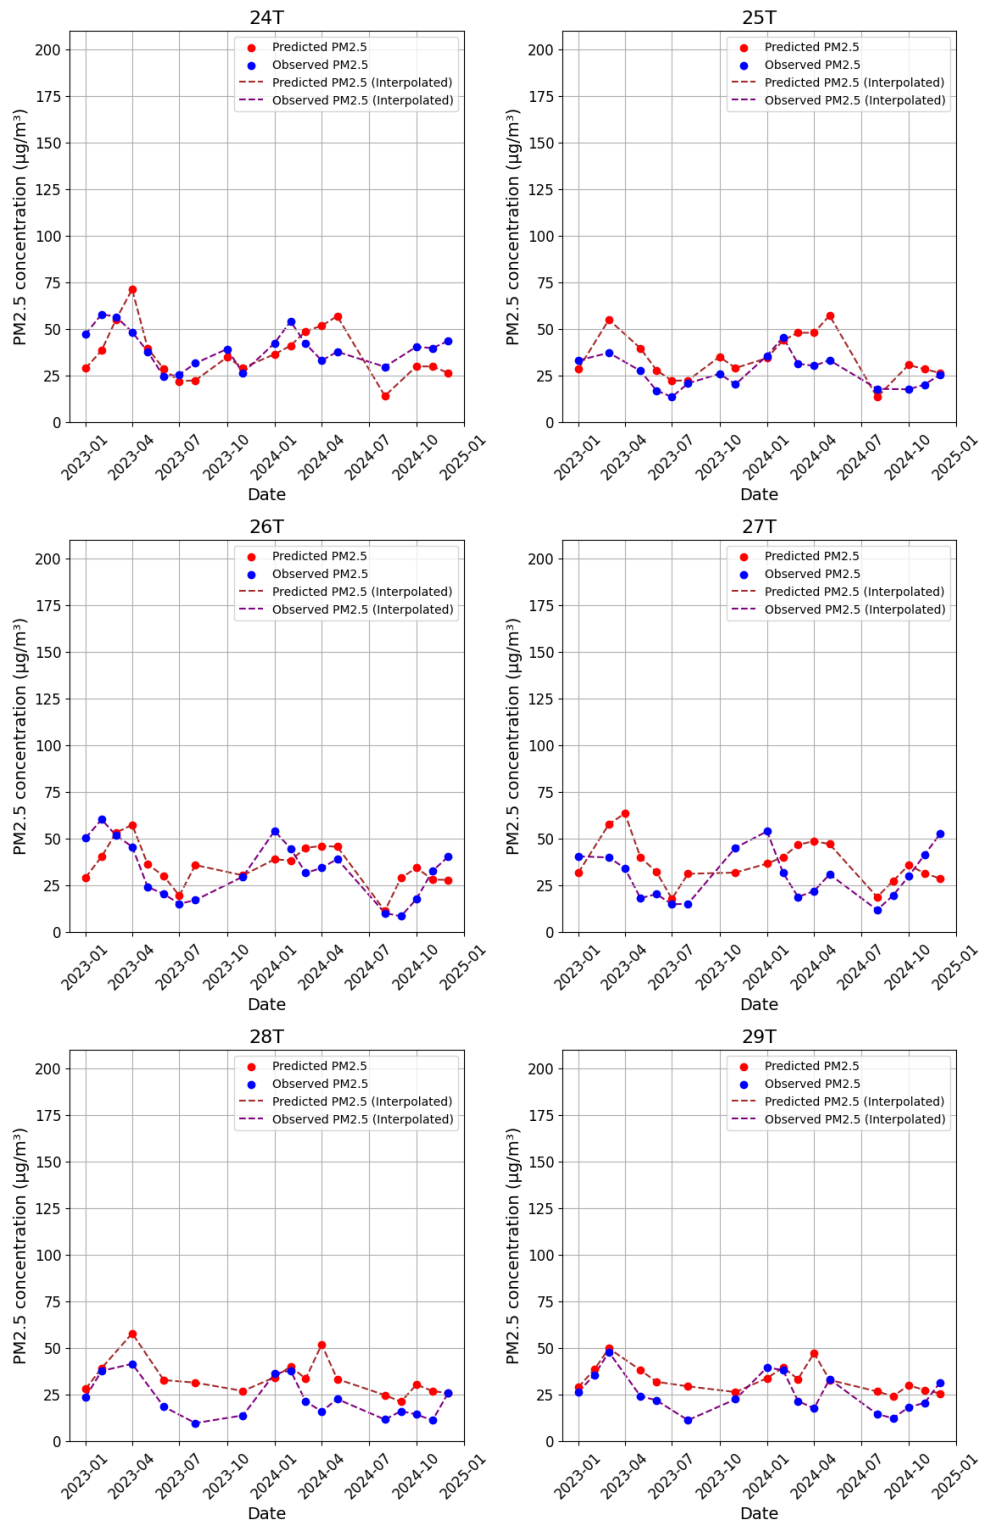 24T
Predicted PM2.5
Observed PM2.5
Predicted PM2.5 (Interpolated)
Observed PM2.5 (Interpolated)
PM2.5 concentration (µg/m³)
200
175
150
125
100
75
50
25
0
2023-01
2023-04
2023-07
2023-10
2024-01
2024-04
2024-07
2024-10
2025-01
Date
25T
Predicted PM2.5
Observed PM2.5
Predicted PM2.5 (Interpolated)
Observed PM2.5 (Interpolated)
PM2.5 concentration (µg/m³)
200
175
150
125
100
75
50
25
0
2023-01
2023-04
2023-07
2023-10
2024-01
2024-04
2024-07
2024-10
2025-01
Date
26T
Predicted PM2.5
Observed PM2.5
Predicted PM2.5 (Interpolated)
Observed PM2.5 (Interpolated)
PM2.5 concentration (µg/m³)
200
175
150
125
100
75
50
25
0
2023-01
2023-04
2023-07
2023-10
2024-01
2024-04
2024-07
2024-10
2025-01
Date
27T
Predicted PM2.5
Observed PM2.5
Predicted PM2.5 (Interpolated)
Observed PM2.5 (Interpolated)
PM2.5 concentration (µg/m³)
200
175
150
125
100
75
50
25
0
2023-01
2023-04
2023-07
2023-10
2024-01
2024-04
2024-07
2024-10
2025-01
Date
28T
Predicted PM2.5
Observed PM2.5
Predicted PM2.5 (Interpolated)
Observed PM2.5 (Interpolated)
PM2.5 concentration (µg/m³)
200
175
150
125
100
75
50
25
0
2023-01
2023-04
2023-07
2023-10
2024-01
2024-04
2024-07
2024-10
2025-01
Date
29T
Predicted PM2.5
Observed PM2.5
Predicted PM2.5 (Interpolated)
Observed PM2.5 (Interpolated)
PM2.5 concentration (µg/m³)
200
175
150
125
100
75
50
25
0
2023-01
2023-04
2023-07
2023-10
2024-01
2024-04
2024-07
2024-10
2025-01
Date